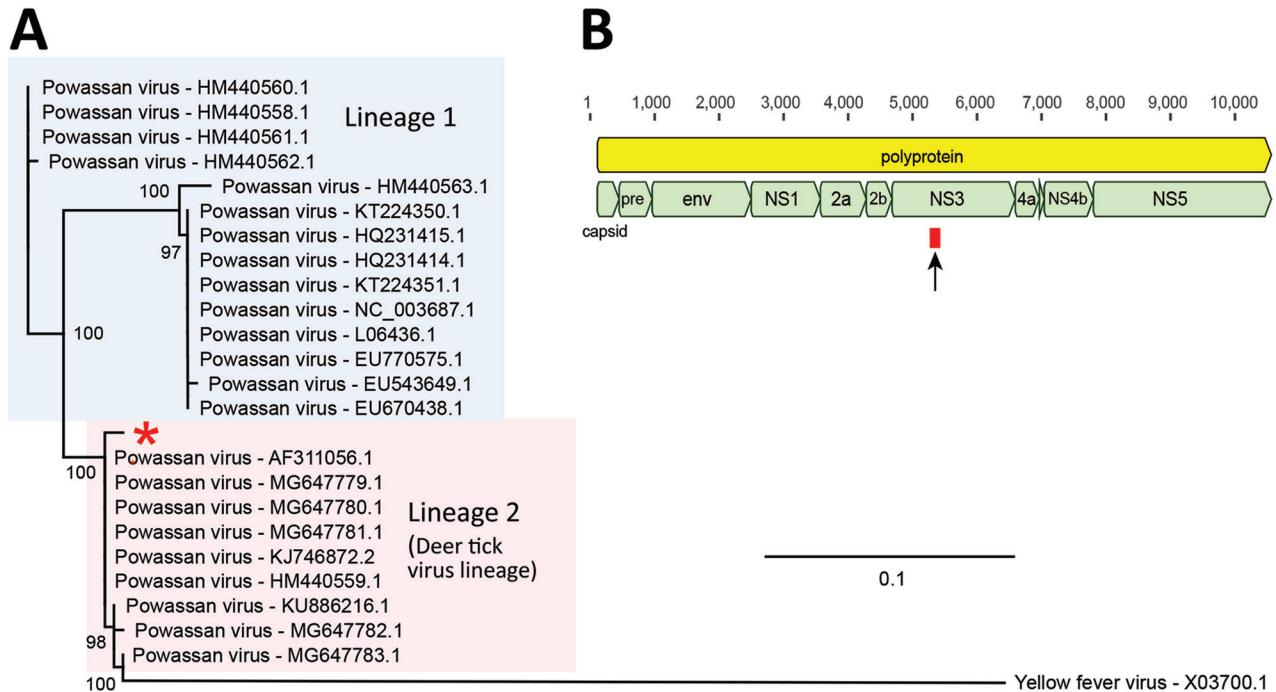 A
Powassan virus - HM440560.1
Powassan virus - HM440558.1
Lineage 1
Powassan virus - HM440561.1
Powassan virus - HM440562.1
100
Powassan virus - HM440563.1
Powassan virus - KT224350.1
Powassan virus - HQ231415.1
97
Powassan virus - HQ231414.1
Powassan virus - KT224351.1
Powassan virus - NC_003687.1
100
Powassan virus - L06436.1
Powassan virus - EU770575.1
Powassan virus - EU543649.1
Powassan virus - EU670438.1
*
Powassan virus - AF311056.1
100
Powassan virus - MG647779.1
Powassan virus - MG647780.1
Lineage 2
Powassan virus - MG647781.1
(Deer tick
Powassan virus - KJ746872.2
virus lineage)
Powassan virus - HM440559.1
Powassan virus - KU886216.1
Powassan virus - MG647782.1
98
Powassan virus - MG647783.1
100
Yellow fever virus - X03700.1
B
1 1,000 2,000 3,000 4,000 5,000 6,000 7,000 8,000 9,000 10,000
polyprotein
pre env NS1 2a 2b NS3 4a NS4b NS5
capsid
0.1